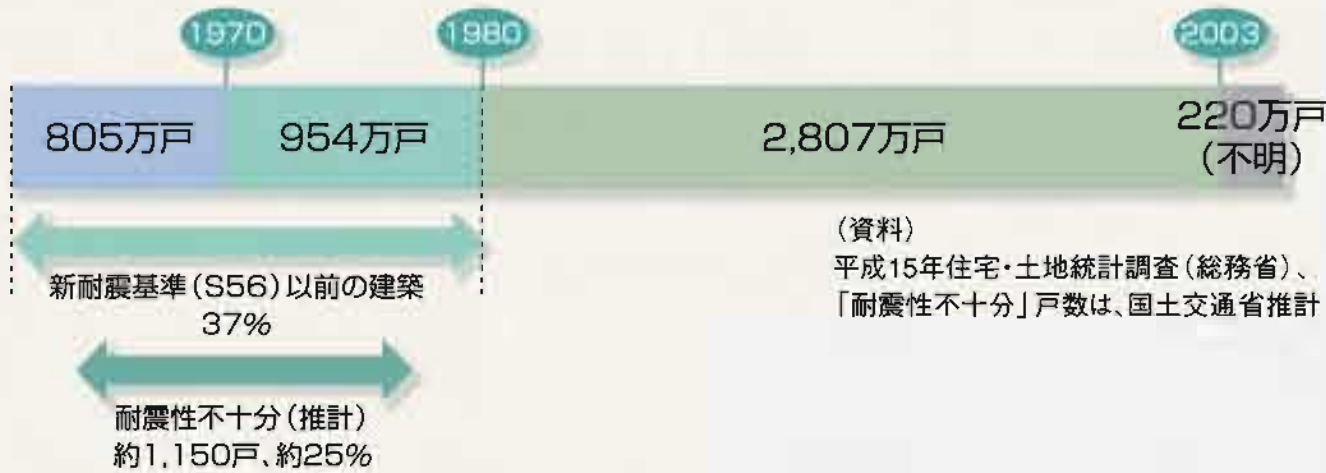 1970
1980
2003
805万戸
954万戸
2,807万戸
220万戸
(不明)
新耐震基準(S56)以前の建築
37%
耐震性不十分(推計)
約1,150戸、約25%
(資料)
平成15年住宅・土地統計調査(総務省)、
「耐震性不十分」戸数は、国土交通省推計